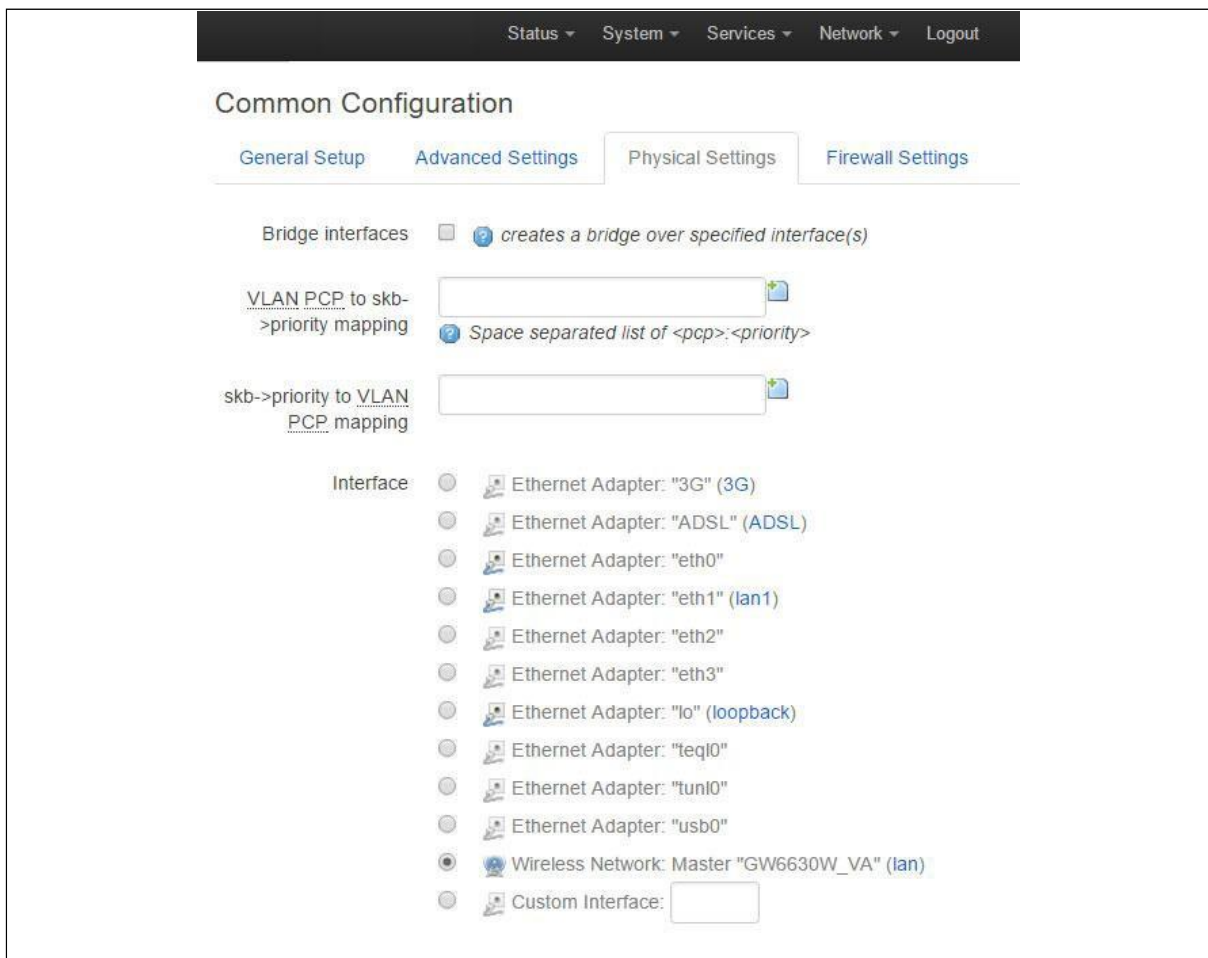 Status System Services Network Logout
Common Configuration
General Setup Advanced Settings Physical Settings Firewall Settings
Bridge interfaces creates a bridge over specified interface(s)
VLAN PCP to skb-
>priority mapping
Space separated list of <pcp>:<priority>
skb->priority to VLAN
PCP mapping
Interface Ethernet Adapter: "3G" (3G)
Ethernet Adapter: "ADSL" (ADSL)
Ethernet Adapter: "eth0"
Ethernet Adapter: "eth1" (lan1)
Ethernet Adapter: "eth2"
Ethernet Adapter: "eth3"
Ethernet Adapter: "lo" (loopback)
Ethernet Adapter: "teql0"
Ethernet Adapter: "tunl0"
Ethernet Adapter: "usb0"
Wireless Network: Master "GW6630W_VA" (lan)
Custom Interface: